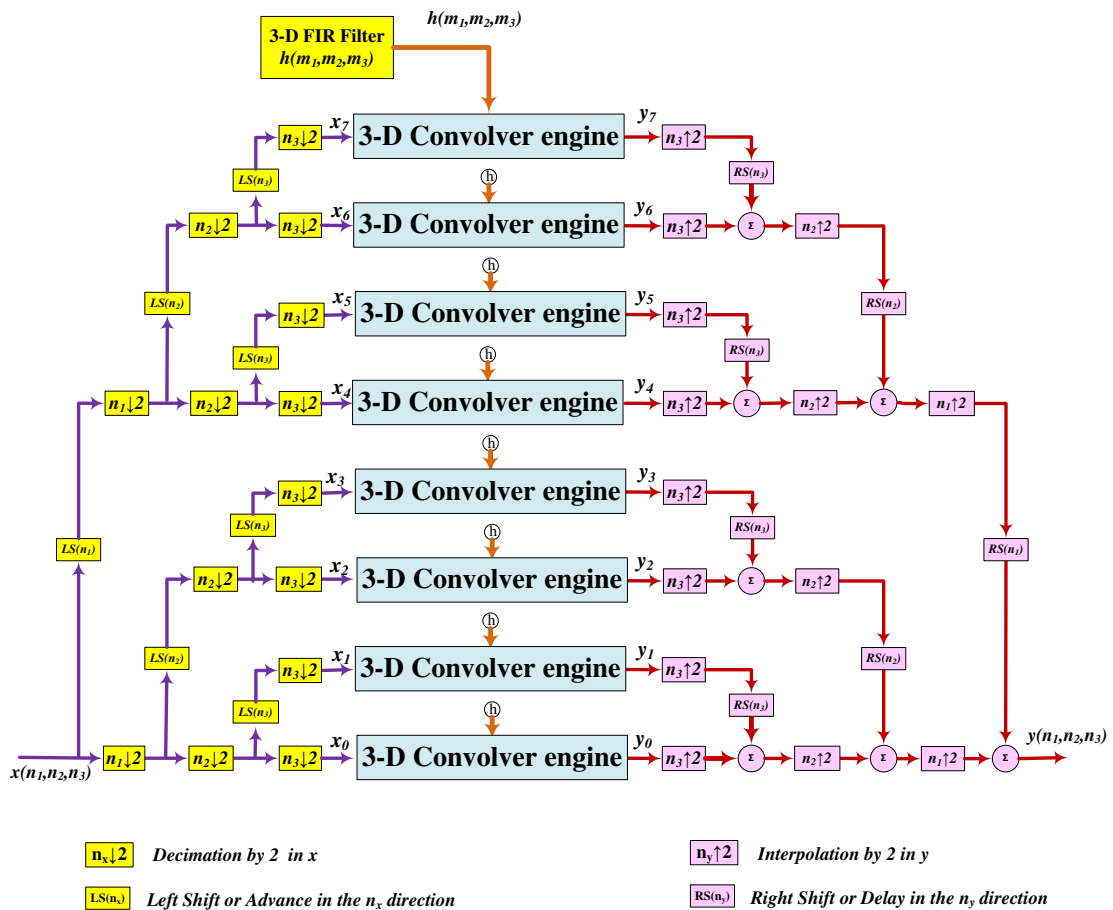 h(m₁,m₂,m₃)
3-D FIR Filter
h(m₁,m₂,m₃)
n₃↓2
x₇
3-D Convolver engine
y₇
n₃↑2
LS(n₃)
RS(n₃)
h
n₂↓2
n₃↓2
x₆
3-D Convolver engine
y₆
n₃↑2
Σ
n₂↑2
h
LS(n₂)
n₃↓2
x₅
3-D Convolver engine
y₅
n₃↑2
RS(n₂)
LS(n₃)
RS(n₃)
h
n₁↓2
n₂↓2
n₃↓2
x₄
3-D Convolver engine
y₄
n₃↑2
Σ
n₂↑2
Σ
n₁↑2
h
n₃↓2
x₃
3-D Convolver engine
y₃
n₃↑2
LS(n₃)
RS(n₃)
LS(n₁)
h
RS(n₁)
n₂↓2
n₃↓2
x₂
3-D Convolver engine
y₂
n₃↑2
Σ
n₂↑2
h
LS(n₂)
n₃↓2
x₁
3-D Convolver engine
y₁
n₃↑2
RS(n₂)
LS(n₃)
RS(n₃)
h
x(n₁,n₂,n₃)
n₁↓2
n₂↓2
n₃↓2
x₀
3-D Convolver engine
y₀
n₃↑2
Σ
n₂↑2
Σ
n₁↑2
Σ
y(n₁,n₂,n₃)
nₓ↓2
Decimation by 2 in x
n_y↑2
Interpolation by 2 in y
LS(nₓ)
Left Shift or Advance in the nₓ direction
RS(n_y)
Right Shift or Delay in the n_y direction